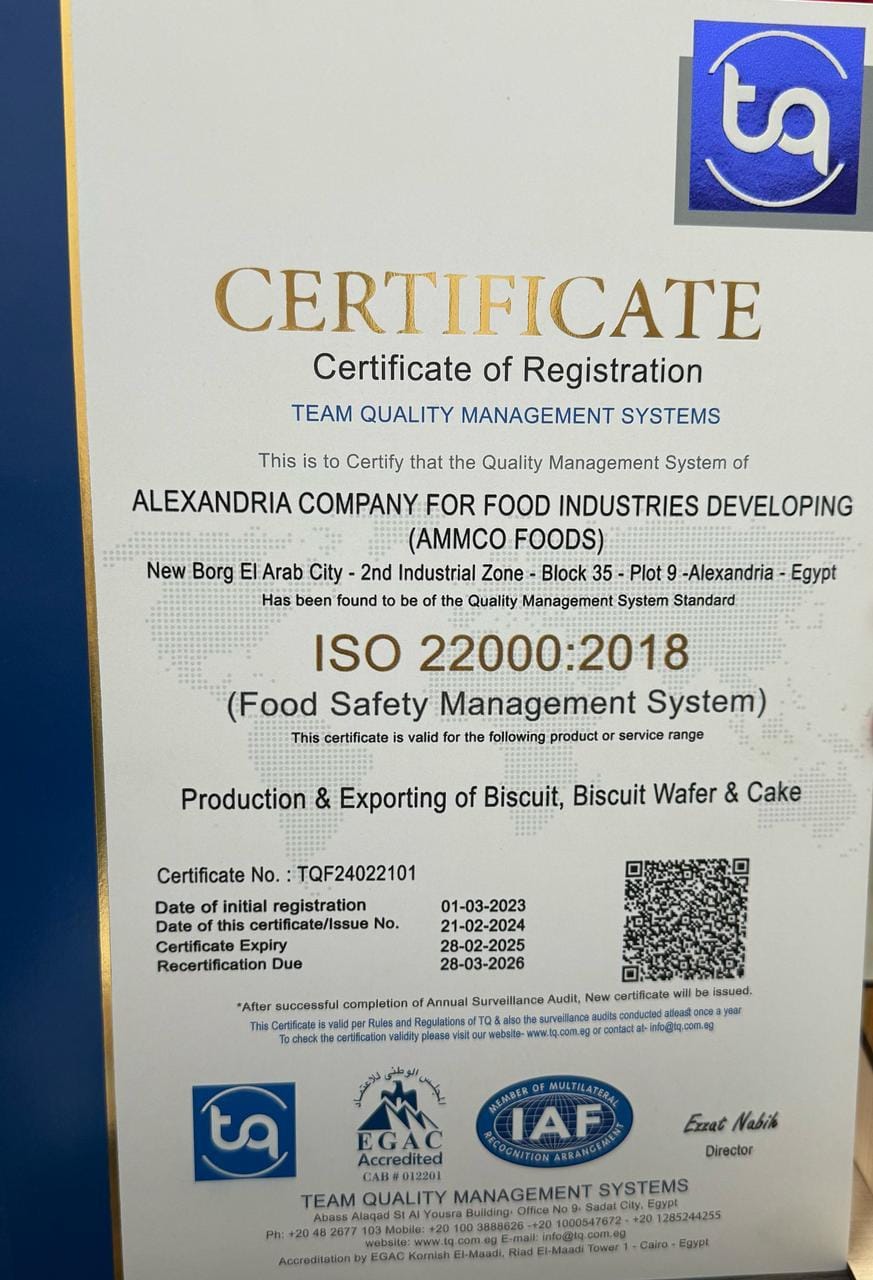 tq
CERTIFICATE
Certificate of Registration
TEAM QUALITY MANAGEMENT SYSTEMS
This is to Certify that the Quality Management System of
ALEXANDRIA COMPANY FOR FOOD INDUSTRIES DEVELOPING
(AMMCO FOODS)
New Borg El Arab City - 2nd Industrial Zone - Block 35 - Plot 9 -Alexandria - Egypt
Has been found to be of the Quality Management System Standard
ISO 22000:2018
(Food Safety Management System)
This certificate is valid for the following product or service range
Production & Exporting of Biscuit, Biscuit Wafer & Cake
Certificate No. : TQF24022101
Date of initial registration 01-03-2023
Date of this certificate/Issue No. 21-02-2024
Certificate Expiry 28-02-2025
Recertification Due 28-03-2026
*After successful completion of Annual Surveillance Audit, New certificate will be issued.
This Certificate is valid per Rules and Regulations of TQ & also the surveillance audits conducted atleast once a year
To check the certification validity please visit our website- www.tq.com.eg or contact at- info@tq.com.eg
tq
المجلس الوطني للاعتماد
EGAC
Accredited
CAB # 012201
MEMBER OF MULTILATERAL
IAF
RECOGNITION ARRANGEMENT
Ezzat Nabih
Director
TEAM QUALITY MANAGEMENT SYSTEMS
Abass Alaqad St Al Yousra Building، Office No 9، Sadat City, Egypt
Ph: +20 48 2677 103 Mobile: +20 100 3888626 -+20 1000547672 - +20 1285244255
website: www.tq.com.eg E-mail: info@tq.com.eg
Accreditation by EGAC Kornish El-Maadi, Riad El-Maadi Tower 1 - Cairo - Egypt